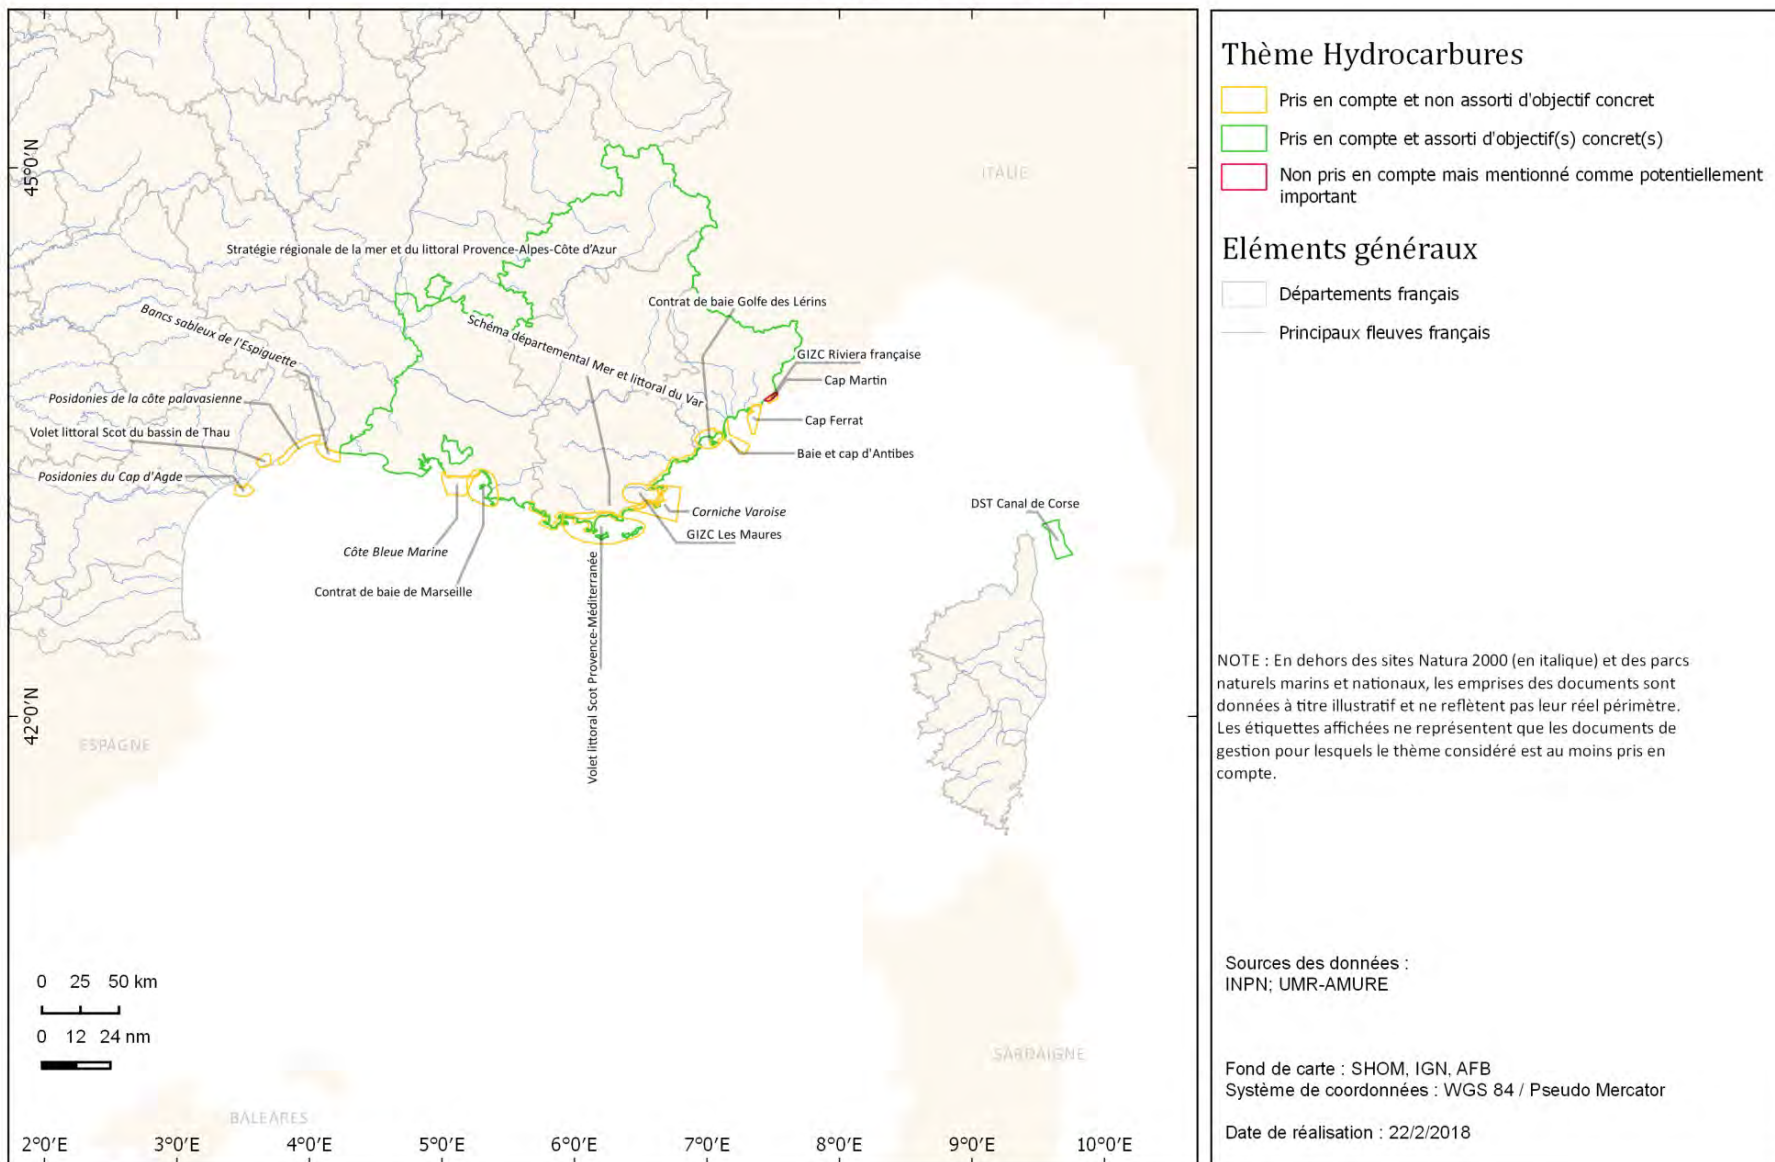 45°0'N
42°0'N
ITALIE
Stratégie régionale de la mer et du littoral Provence-Alpes-Côte d'Azur
Contrat de baie Golfe des Lérins
Bancs sableux de l'Espiguette
Schéma départemental Mer et littoral du Var
GIZC Riviera française
Cap Martin
Posidonies de la côte palavasienne
Cap Ferrat
Volet littoral Scot du bassin de Thau
Baie et cap d'Antibes
Posidonies du Cap d'Agde
DST Canal de Corse
Corniche Varoise
GIZC Les Maures
Côte Bleue Marine
Contrat de baie de Marseille
Volet littoral Scot Provence-Méditerranée
ESPAGNE
SARDAIGNE
BALEARES
0 25 50 km
0 12 24 nm
2°0'E 3°0'E 4°0'E 5°0'E 6°0'E 7°0'E 8°0'E 9°0'E 10°0'E
Thème Hydrocarbures
Pris en compte et non assorti d'objectif concret
Pris en compte et assorti d'objectif(s) concret(s)
Non pris en compte mais mentionné comme potentiellement
important
Eléments généraux
Départements français
Principaux fleuves français
NOTE : En dehors des sites Natura 2000 (en italique) et des parcs
naturels marins et nationaux, les emprises des documents sont
données à titre illustratif et ne reflètent pas leur réel périmètre.
Les étiquettes affichées ne représentent que les documents de
gestion pour lesquels le thème considéré est au moins pris en
compte.
Sources des données :
INPN; UMR-AMURE
Fond de carte : SHOM, IGN, AFB
Système de coordonnées : WGS 84 / Pseudo Mercator
Date de réalisation : 22/2/2018